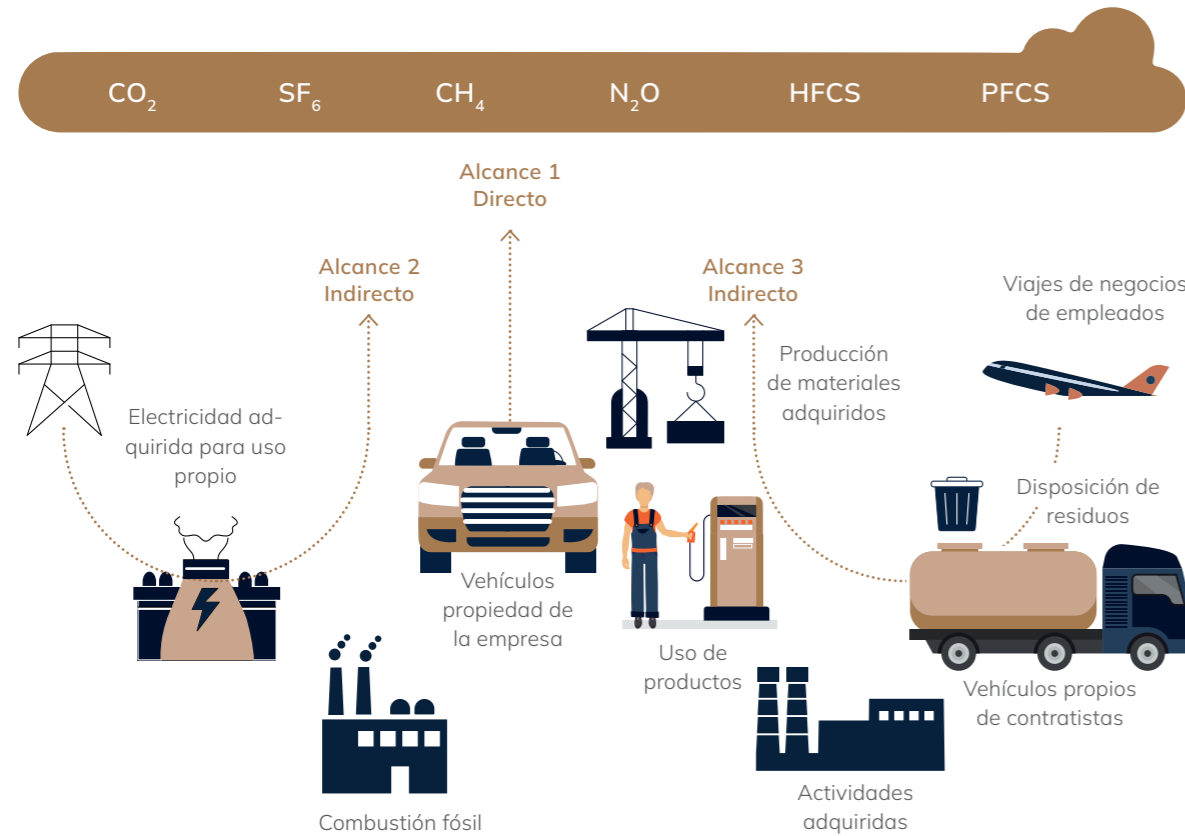 CO₂ SF₆ CH₄ N₂O HFCS PFCS
Alcance 1
Directo
Alcance 2
Indirecto
Alcance 3
Indirecto
Viajes de negocios
de empleados
Producción
de materiales
adquiridos
Electricidad ad-
quirida para uso
propio
Disposición de
residuos
Vehículos
propiedad de
la empresa
Uso de
productos
Vehículos propios
de contratistas
Combustión fósil
Actividades
adquiridas